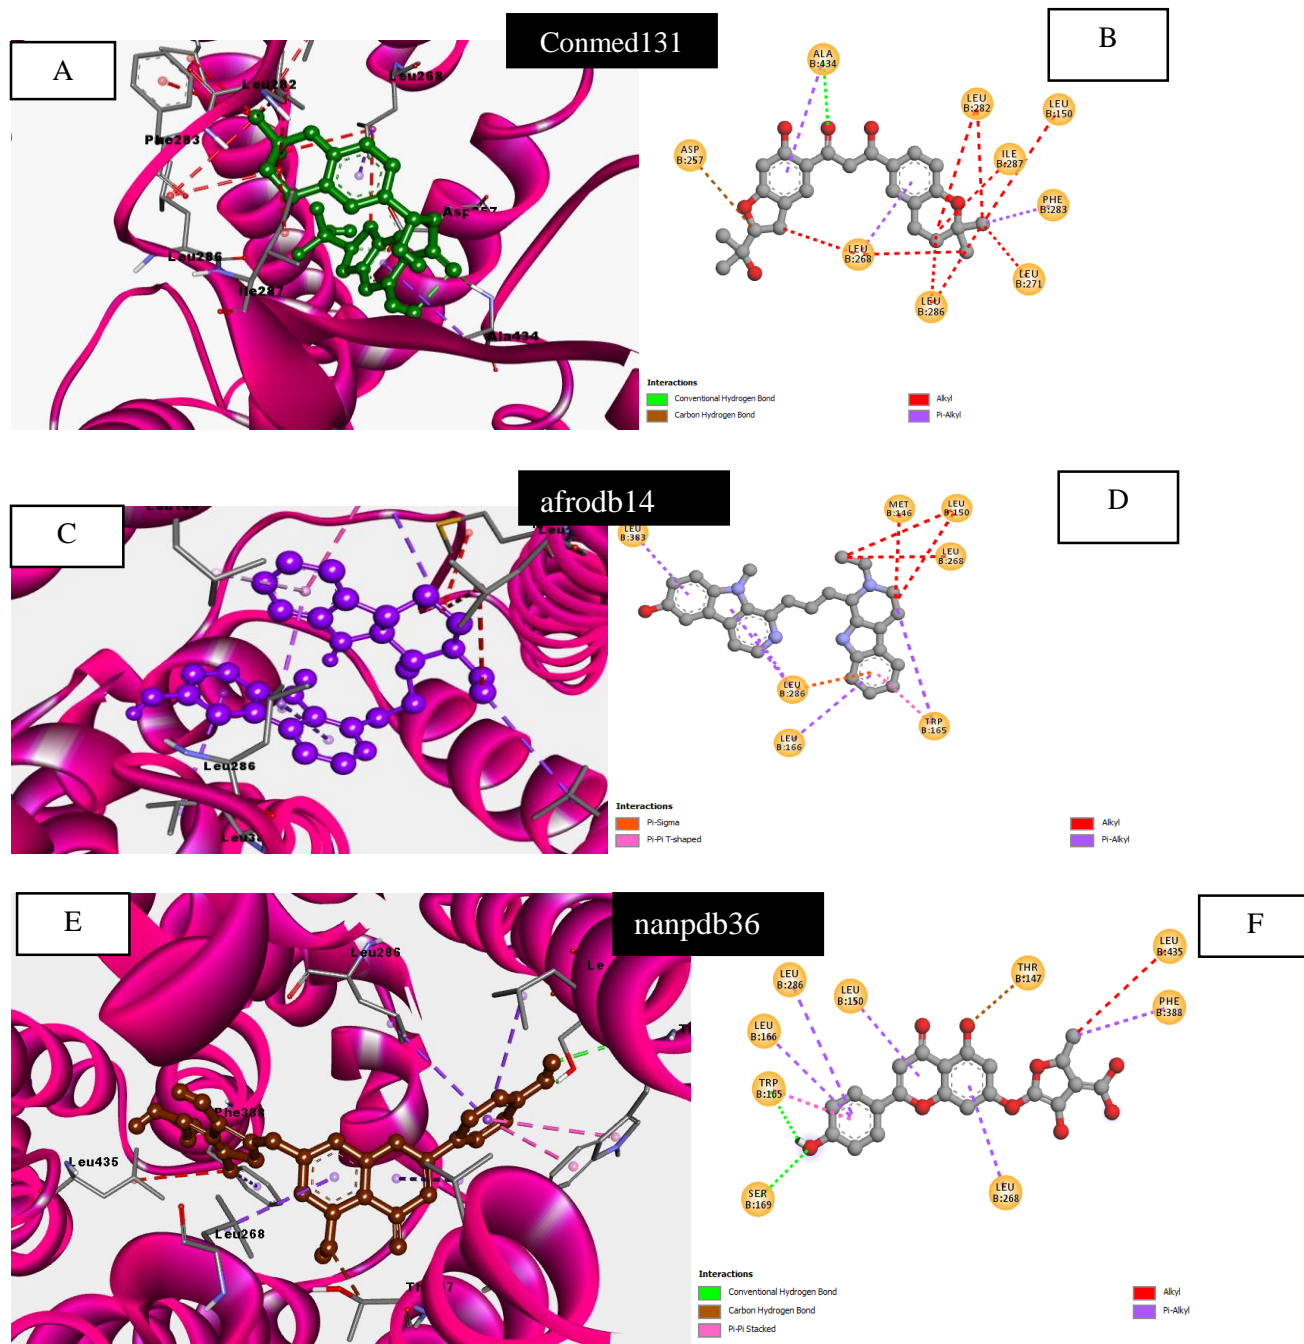 A
Conmed131
B
Leu282
Leu268
Phe283
Leu286
Ile287
Ala434
ALA
B:434
LEU
B:282
LEU
B:150
ASP
B:257
ILE
B:287
PHE
B:283
LEU
B:268
LEU
B:271
LEU
B:286
Interactions
Conventional Hydrogen Bond
Carbon Hydrogen Bond
Alkyl
Pi-Alkyl
C
afrodb14
D
Leu286
LEU
B:383
MET
B:146
LEU
B:150
LEU
B:268
LEU
B:286
LEU
B:166
TRP
B:165
Interactions
Pi-Sigma
Pi-Pi T-shaped
Alkyl
Pi-Alkyl
E
nanpdb36
F
Leu286
Phe388
Leu435
Leu268
LEU
B:286
LEU
B:150
THR
B:147
LEU
B:435
PHE
B:388
LEU
B:166
TRP
B:165
SER
B:169
LEU
B:268
Interactions
Conventional Hydrogen Bond
Carbon Hydrogen Bond
Pi-Pi Stacked
Alkyl
Pi-Alkyl